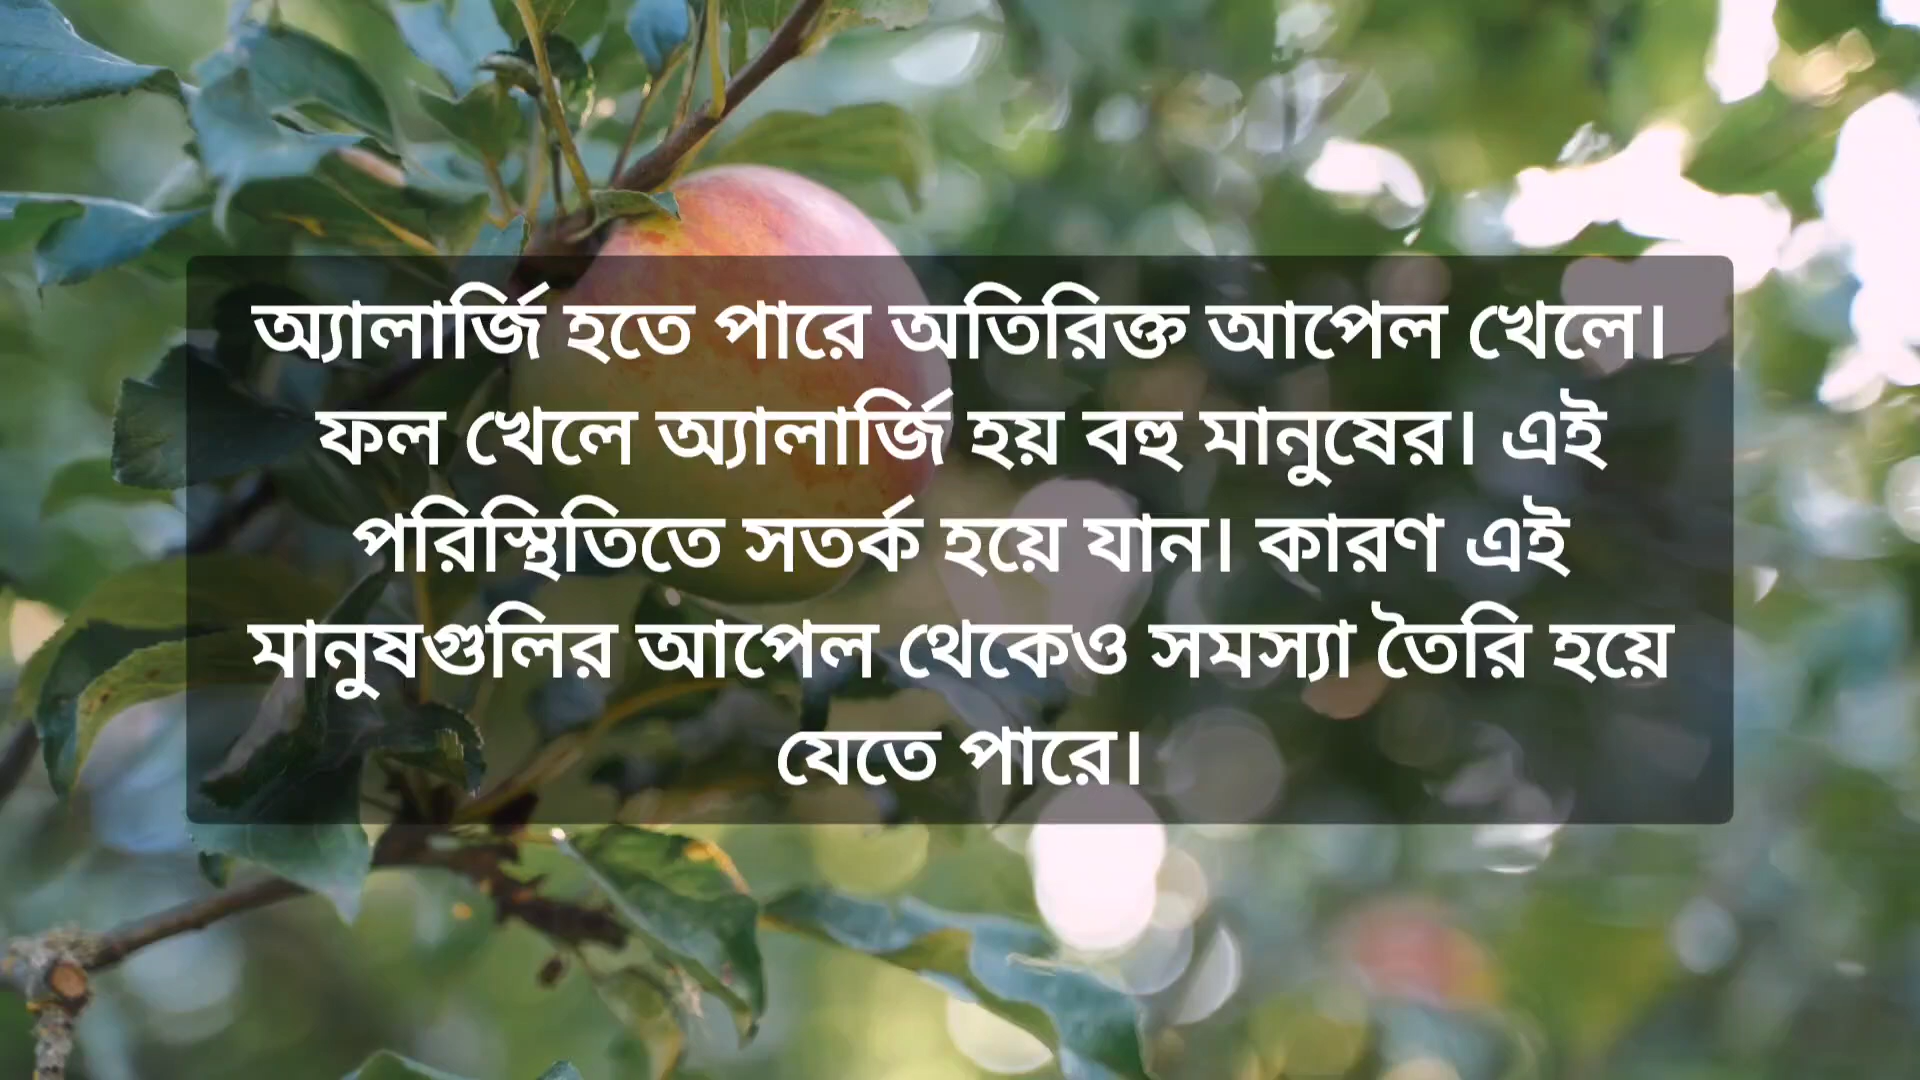 অ্যালার্জি হতে পারে অতিরিক্ত আপেল খেলে।
ফল খেলে অ্যালার্জি হয় বহু মানুষের। এই
পরিস্থিতিতে সতর্ক হয়ে যান। কারণ এই
মানুষগুলির আপেল থেকেও সমস্যা তৈরি হয়ে
যেতে পারে।